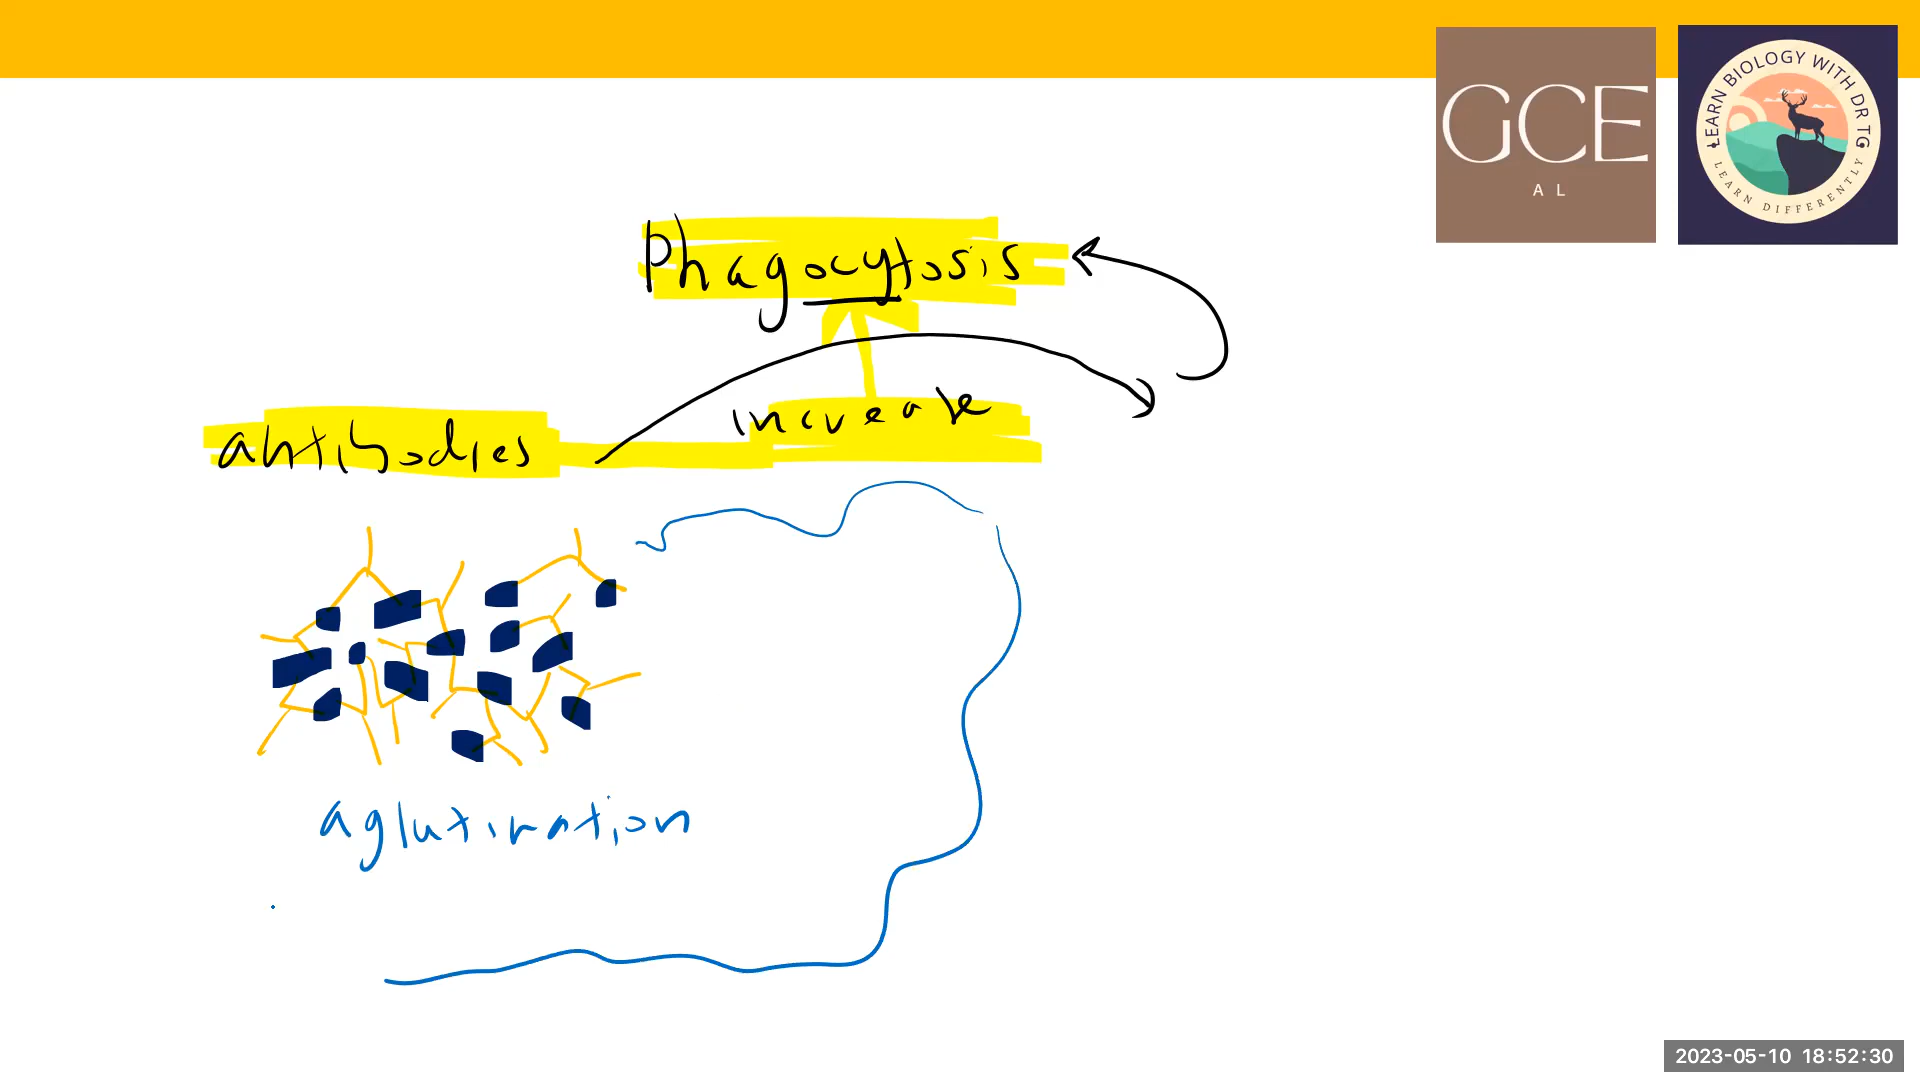 GCE
A L
LEARN BIOLOGY WITH DR TG
LEARN DIFFERENTLY
Phagocytosis
increase
antibodies
aglutination
2023-05-10 18:52:30